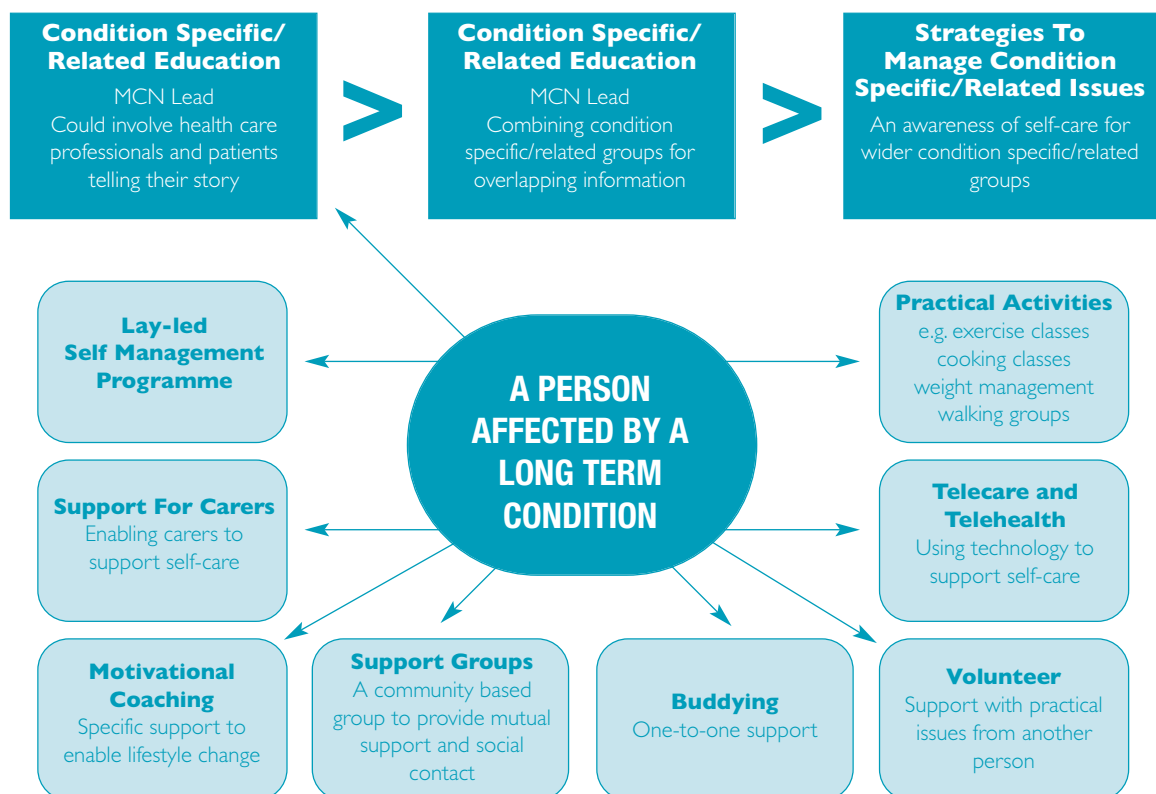 Condition Specific/
Related Education
MCN Lead
Could involve health care
professionals and patients
telling their story
>
Condition Specific/
Related Education
MCN Lead
Combining condition
specific/related groups for
overlapping information
>
Strategies To
Manage Condition
Specific/Related Issues
An awareness of self-care for
wider condition specific/related
groups
Lay-led
Self Management
Programme
A PERSON
AFFECTED BY A
LONG TERM
CONDITION
Practical Activities
e.g. exercise classes
cooking classes
weight management
walking groups
Support For Carers
Enabling carers to
support self-care
Telecare and
Telehealth
Using technology to
support self-care
Motivational
Coaching
Specific support to
enable lifestyle change
Support Groups
A community based
group to provide mutual
support and social
contact
Buddying
One-to-one support
Volunteer
Support with practical
issues from another
person